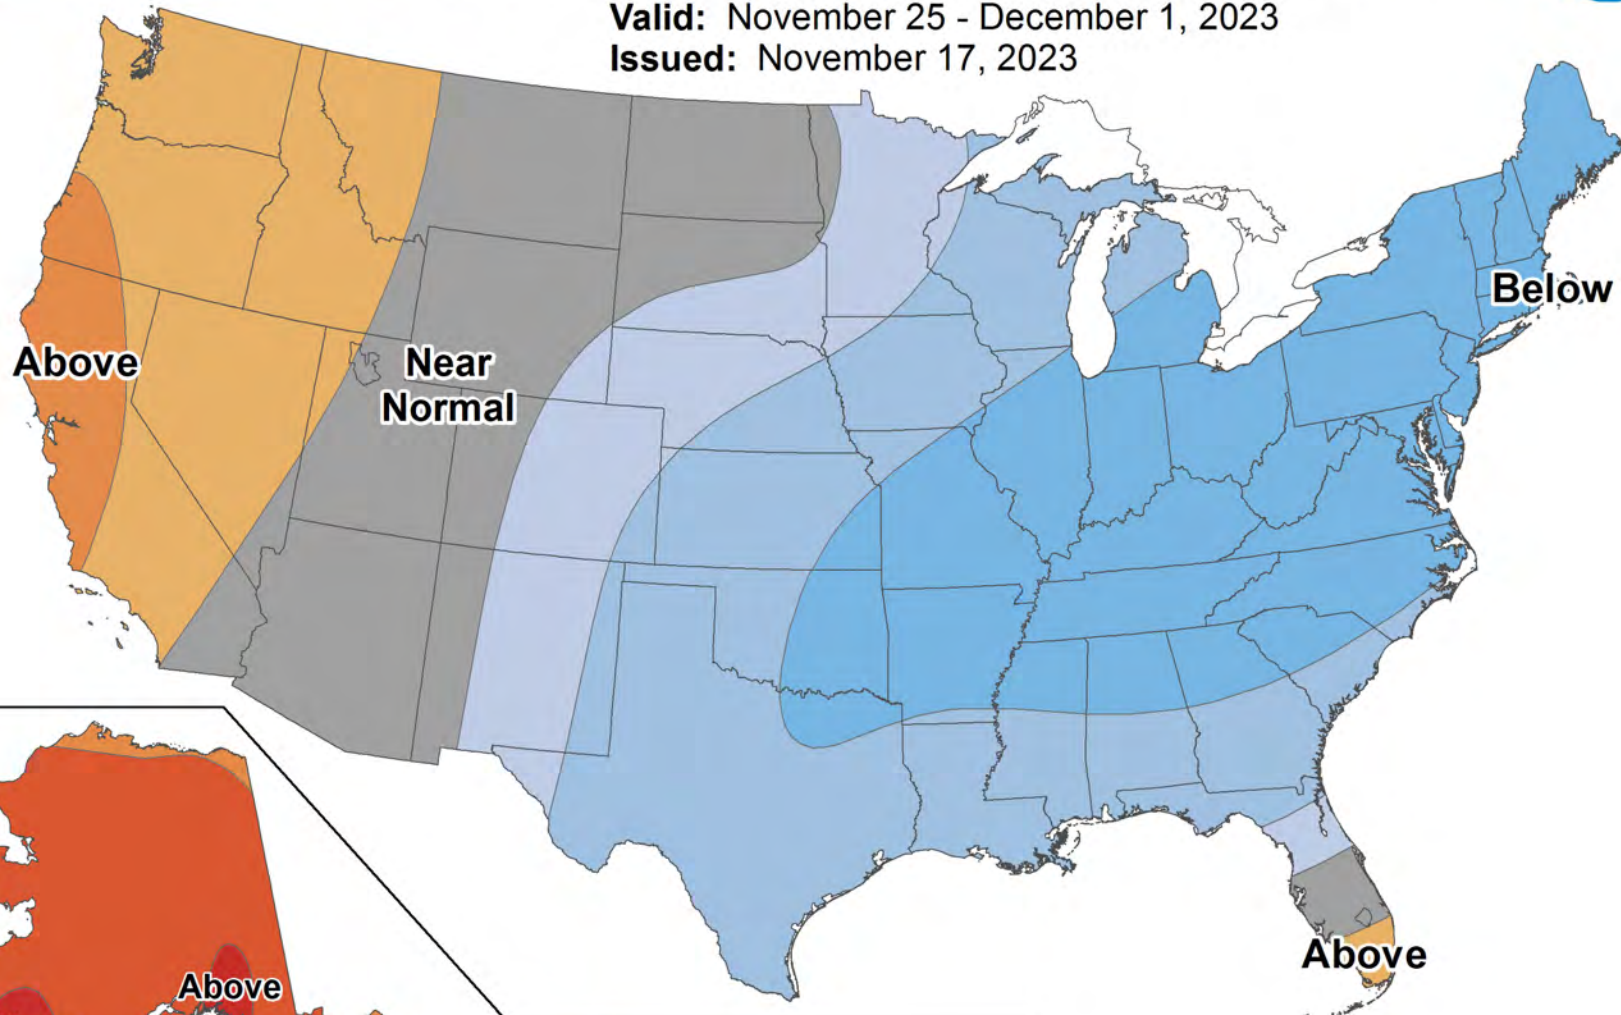 Valid: November 25 - December 1, 2023
Issued: November 17, 2023
Below
Above
Near
Normal
Above
Above